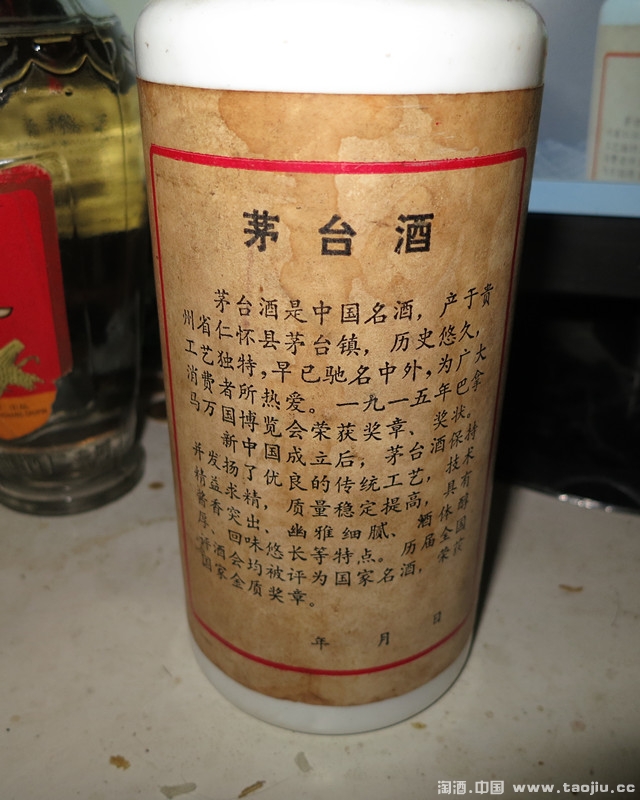 茅台酒
茅台酒是中国名酒，产于贵
州省仁怀县茅台镇，历史悠久，
工艺独特，早已驰名中外，为广大
消费者所热爱。一九一五年巴拿
马万国博览会荣获奖章、奖状。
新中国成立后，茅台酒保持
并发扬了优良的传统工艺，技术
精益求精，质量稳定提高，具有
酱香突出、幽雅细腻、酒体醇
厚、回味悠长等特点。历届全国
评酒会均被评为国家名酒，荣获
国家金质奖章。
年 月 日
淘酒.中国 www.taojiu.cc